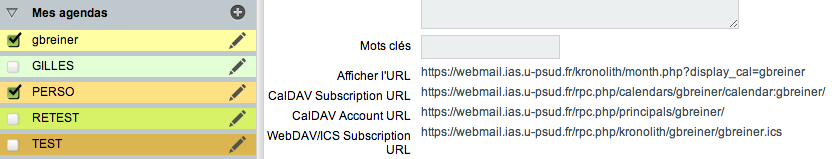 Mes agendas
gbreiner
GILLES
PERSO
RETEST
TEST
Mots clés
Afficher l'URL https://webmail.ias.u-psud.fr/kronolith/month.php?display_cal=gbreiner
CalDAV Subscription URL https://webmail.ias.u-psud.fr/rpc.php/calendars/gbreiner/calendar:gbreiner/
CalDAV Account URL https://webmail.ias.u-psud.fr/rpc.php/principals/gbreiner/
WebDAV/ICS Subscription https://webmail.ias.u-psud.fr/rpc.php/kronolith/gbreiner/gbreiner.ics
URL